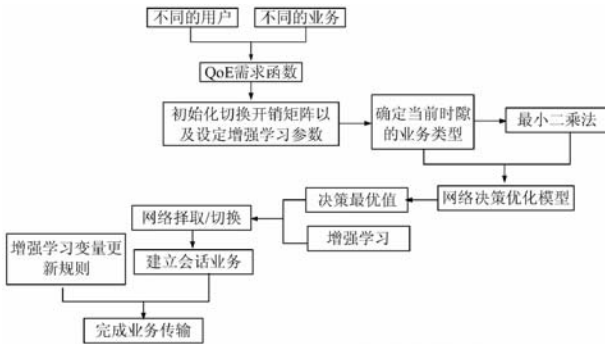 不同的用户
不同的业务
QoE需求函数
初始化切换开销矩阵以
及设定增强学习参数
确定当前时隙
的业务类型
最小二乘法
决策最优值
网络决策优化模型
网络择取/切换
增强学习
增强学习变量更
新规则
建立会话业务
完成业务传输